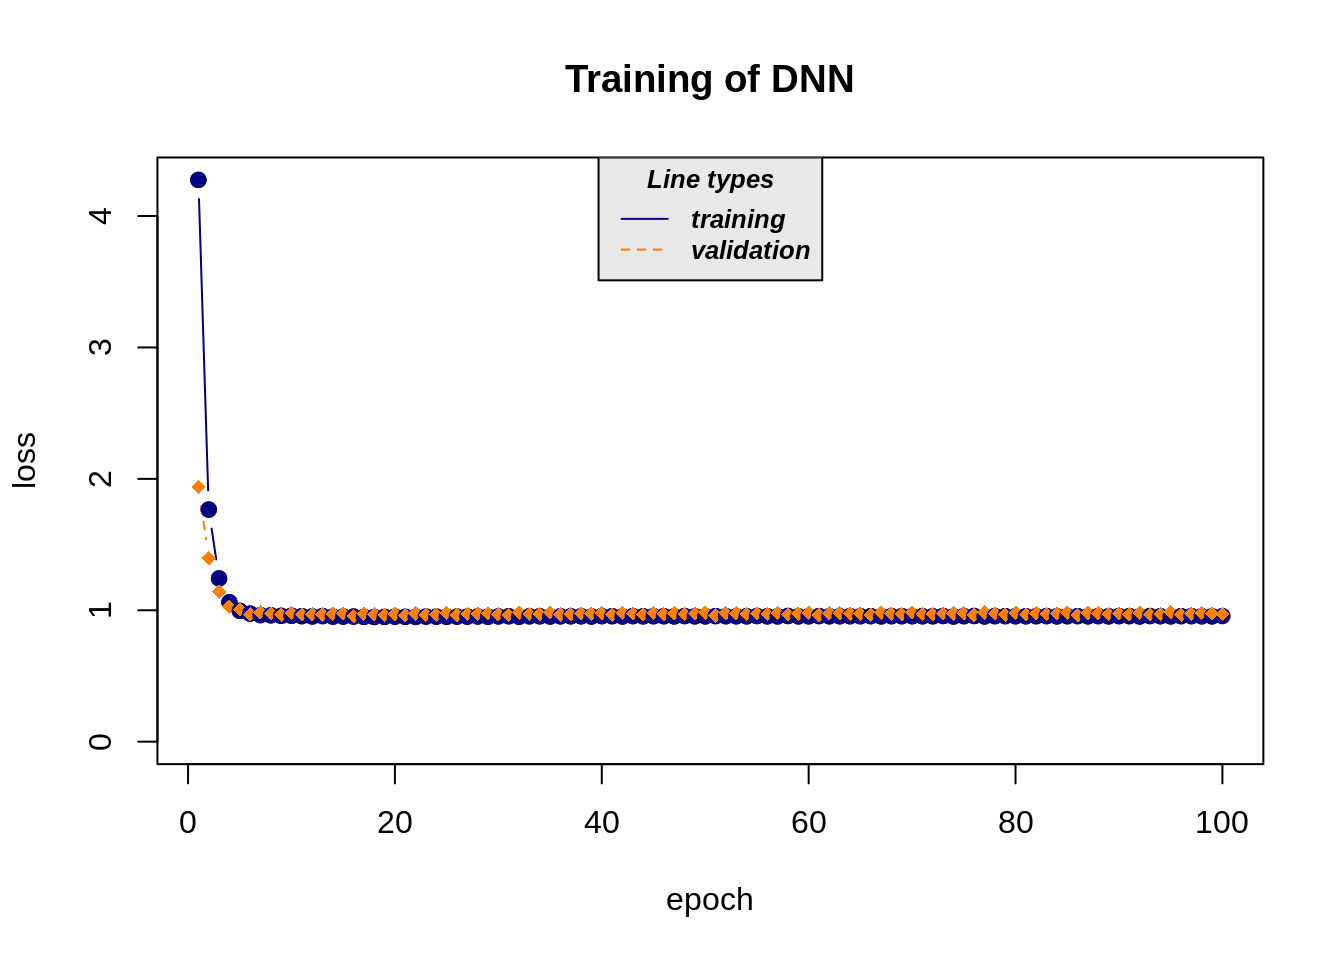 Training of DNN
Line types
training
validation
loss
4
3
2
1
0
0 20 40 60 80 100
epoch